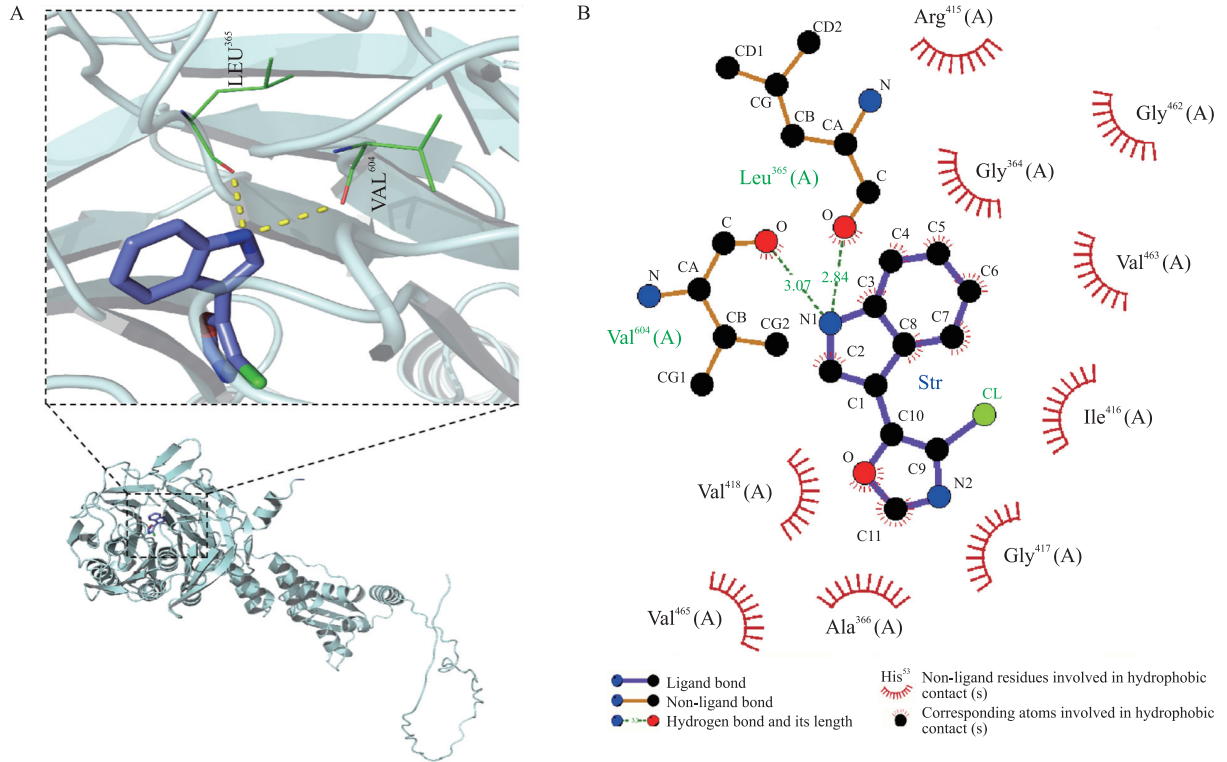 A
LEU³⁶⁵
VAL⁶⁰⁴
B
Arg⁴¹⁵(A)
CD2
CD1
N
CG
CB
CA
Gly⁴⁶²(A)
Gly³⁶⁴(A)
Leu³⁶⁵(A)
C
O
C
O
C4
C5
Val⁴⁶³(A)
N
CA
3.07
2.84
C3
C6
N1
C8
C7
Val⁶⁰⁴(A)
CB
CG2
C2
CG1
C1
Str
CL
C10
Ile⁴¹⁶(A)
O
C9
N2
Val⁴¹⁸(A)
C11
Gly⁴¹⁷(A)
Val⁴⁶⁵(A)
Ala³⁶⁶(A)
Ligand bond
Non-ligand bond
Hydrogen bond and its length
His⁵³
Non-ligand residues involved in hydrophobic
contact (s)
Corresponding atoms involved in hydrophobic
contact (s)